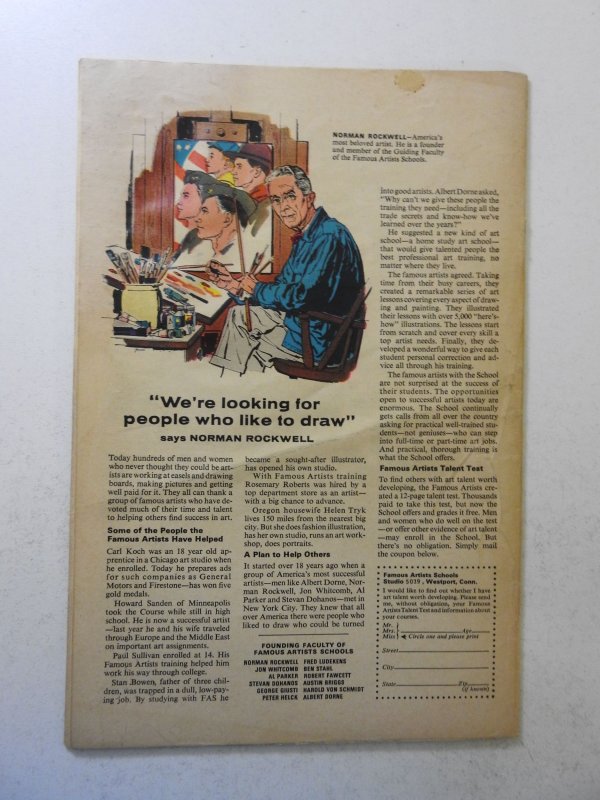 NORMAN ROCKWELL—America's
most beloved artist. He is a founder
and member of the Guiding Faculty
of the Famous Artists Schools.
"We're looking for
people who like to draw"
says NORMAN ROCKWELL
Today hundreds of men and women
who never thought they could be art-
ists are working at easels and drawing
boards, making pictures and getting
well paid for it. They all can thank a
group of famous artists who have de-
voted much of their time and talent
to helping others find success in art.
Some of the People the
Famous Artists Have Helped
Carl Koch was an 18 year old ap-
prentice in a Chicago art studio when
he enrolled. Today he prepares ads
for such companies as General
Motors and Firestone—has won five
gold medals.
Howard Sanden of Minneapolis
took the Course while still in high
school. He is now a successful artist
—last year he and his wife traveled
through Europe and the Middle East
on important art assignments.
Paul Sullivan enrolled at 14. His
Famous Artists training helped him
work his way through college.
Stan Bowen, father of three chil-
dren, was trapped in a dull, low-pay-
ing job. By studying with FAS he
became a sought-after illustrator,
has opened his own studio.
With Famous Artists training
Rosemary Roberts was hired by a
top department store as an artist—
with a big chance to advance.
Oregon housewife Helen Tryk
lives 150 miles from the nearest big
city. But she does fashion illustration,
has her own studio, runs an art work-
shop, does portraits.
A Plan to Help Others
It started over 18 years ago when a
group of America's most successful
artists—men like Albert Dorne, Nor-
man Rockwell, Jon Whitcomb, Al
Parker and Stevan Dohanos—met in
New York City. They knew that all
over America there were people who
liked to draw who could be turned
FOUNDING FACULTY OF
FAMOUS ARTISTS SCHOOLS
NORMAN ROCKWELL FRED LUDEKENS
JON WHITCOMB BEN STAHL
AL PARKER ROBERT FAWCETT
STEVAN DOHANOS AUSTIN BRIGGS
GEORGE GIUSTI HAROLD VON SCHMIDT
PETER HELCK ALBERT DORNE
into good artists. Albert Dorne asked,
"Why can't we give these people the
training they need—including all the
trade secrets and know-how we've
learned over the years?"
He suggested a new kind of art
school—a home study art school—
that would give talented people the
best professional art training, no
matter where they live.
The famous artists agreed. Taking
time from their busy careers, they
created a remarkable series of art
lessons covering every aspect of draw-
ing and painting. They illustrated
their lessons with over 5,000 "here's-
how" illustrations. The lessons start
from scratch and cover every skill a
top artist needs. Finally, they de-
veloped a wonderful way to give each
student personal correction and ad-
vice all through his training.
The famous artists with the School
are not surprised at the success of
their students. The opportunities
open to successful artists today are
enormous. The School continually
gets calls from all over the country
asking for practical well-trained stu-
dents—not geniuses—who can step
into full-time or part-time art jobs.
And practical, thorough training is
what the School offers.
Famous Artists Talent Test
To find others with art talent worth
developing, the Famous Artists cre-
ated a 12-page talent test. Thousands
paid to take this test, but now the
School offers and grades it free. Men
and women who do well on the test
—or offer other evidence of art talent
—may enroll in the School. But
there's no obligation. Simply mail
the coupon below.
Famous Artists Schools
Studio 5019, Westport, Conn.
I would like to find out whether I have
art talent worth developing. Please send
me, without obligation, your Famous
Artists Talent Test and information about
your courses.
Mr.
Mrs. Age
Miss Circle one and please print
Street
City
State Zip
(if known)